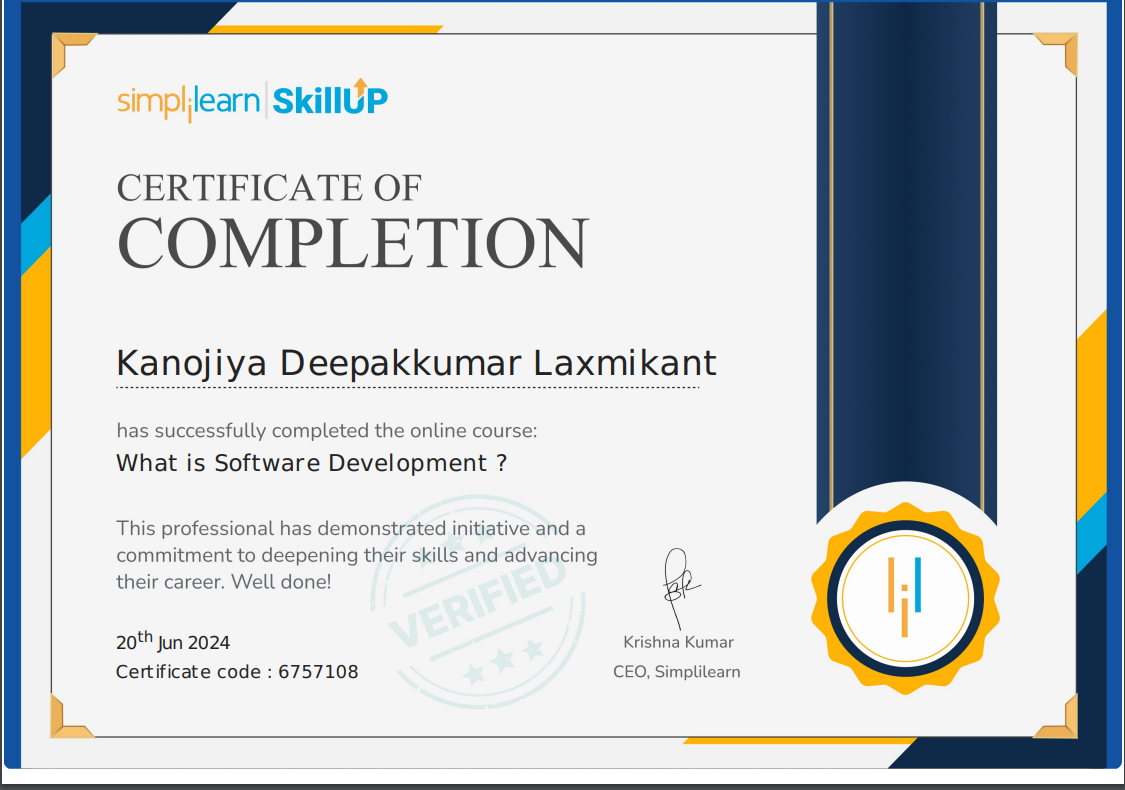 simplilearn | SkillUP
CERTIFICATE OF
COMPLETION
Kanojiya Deepakkumar Laxmikant
has successfully completed the online course:
What is Software Development ?
This professional has demonstrated initiative and a
commitment to deepening their skills and advancing
their career. Well done!
VERIFIED
20th Jun 2024
Certificate code : 6757108
Krishna Kumar
CEO, Simplilearn